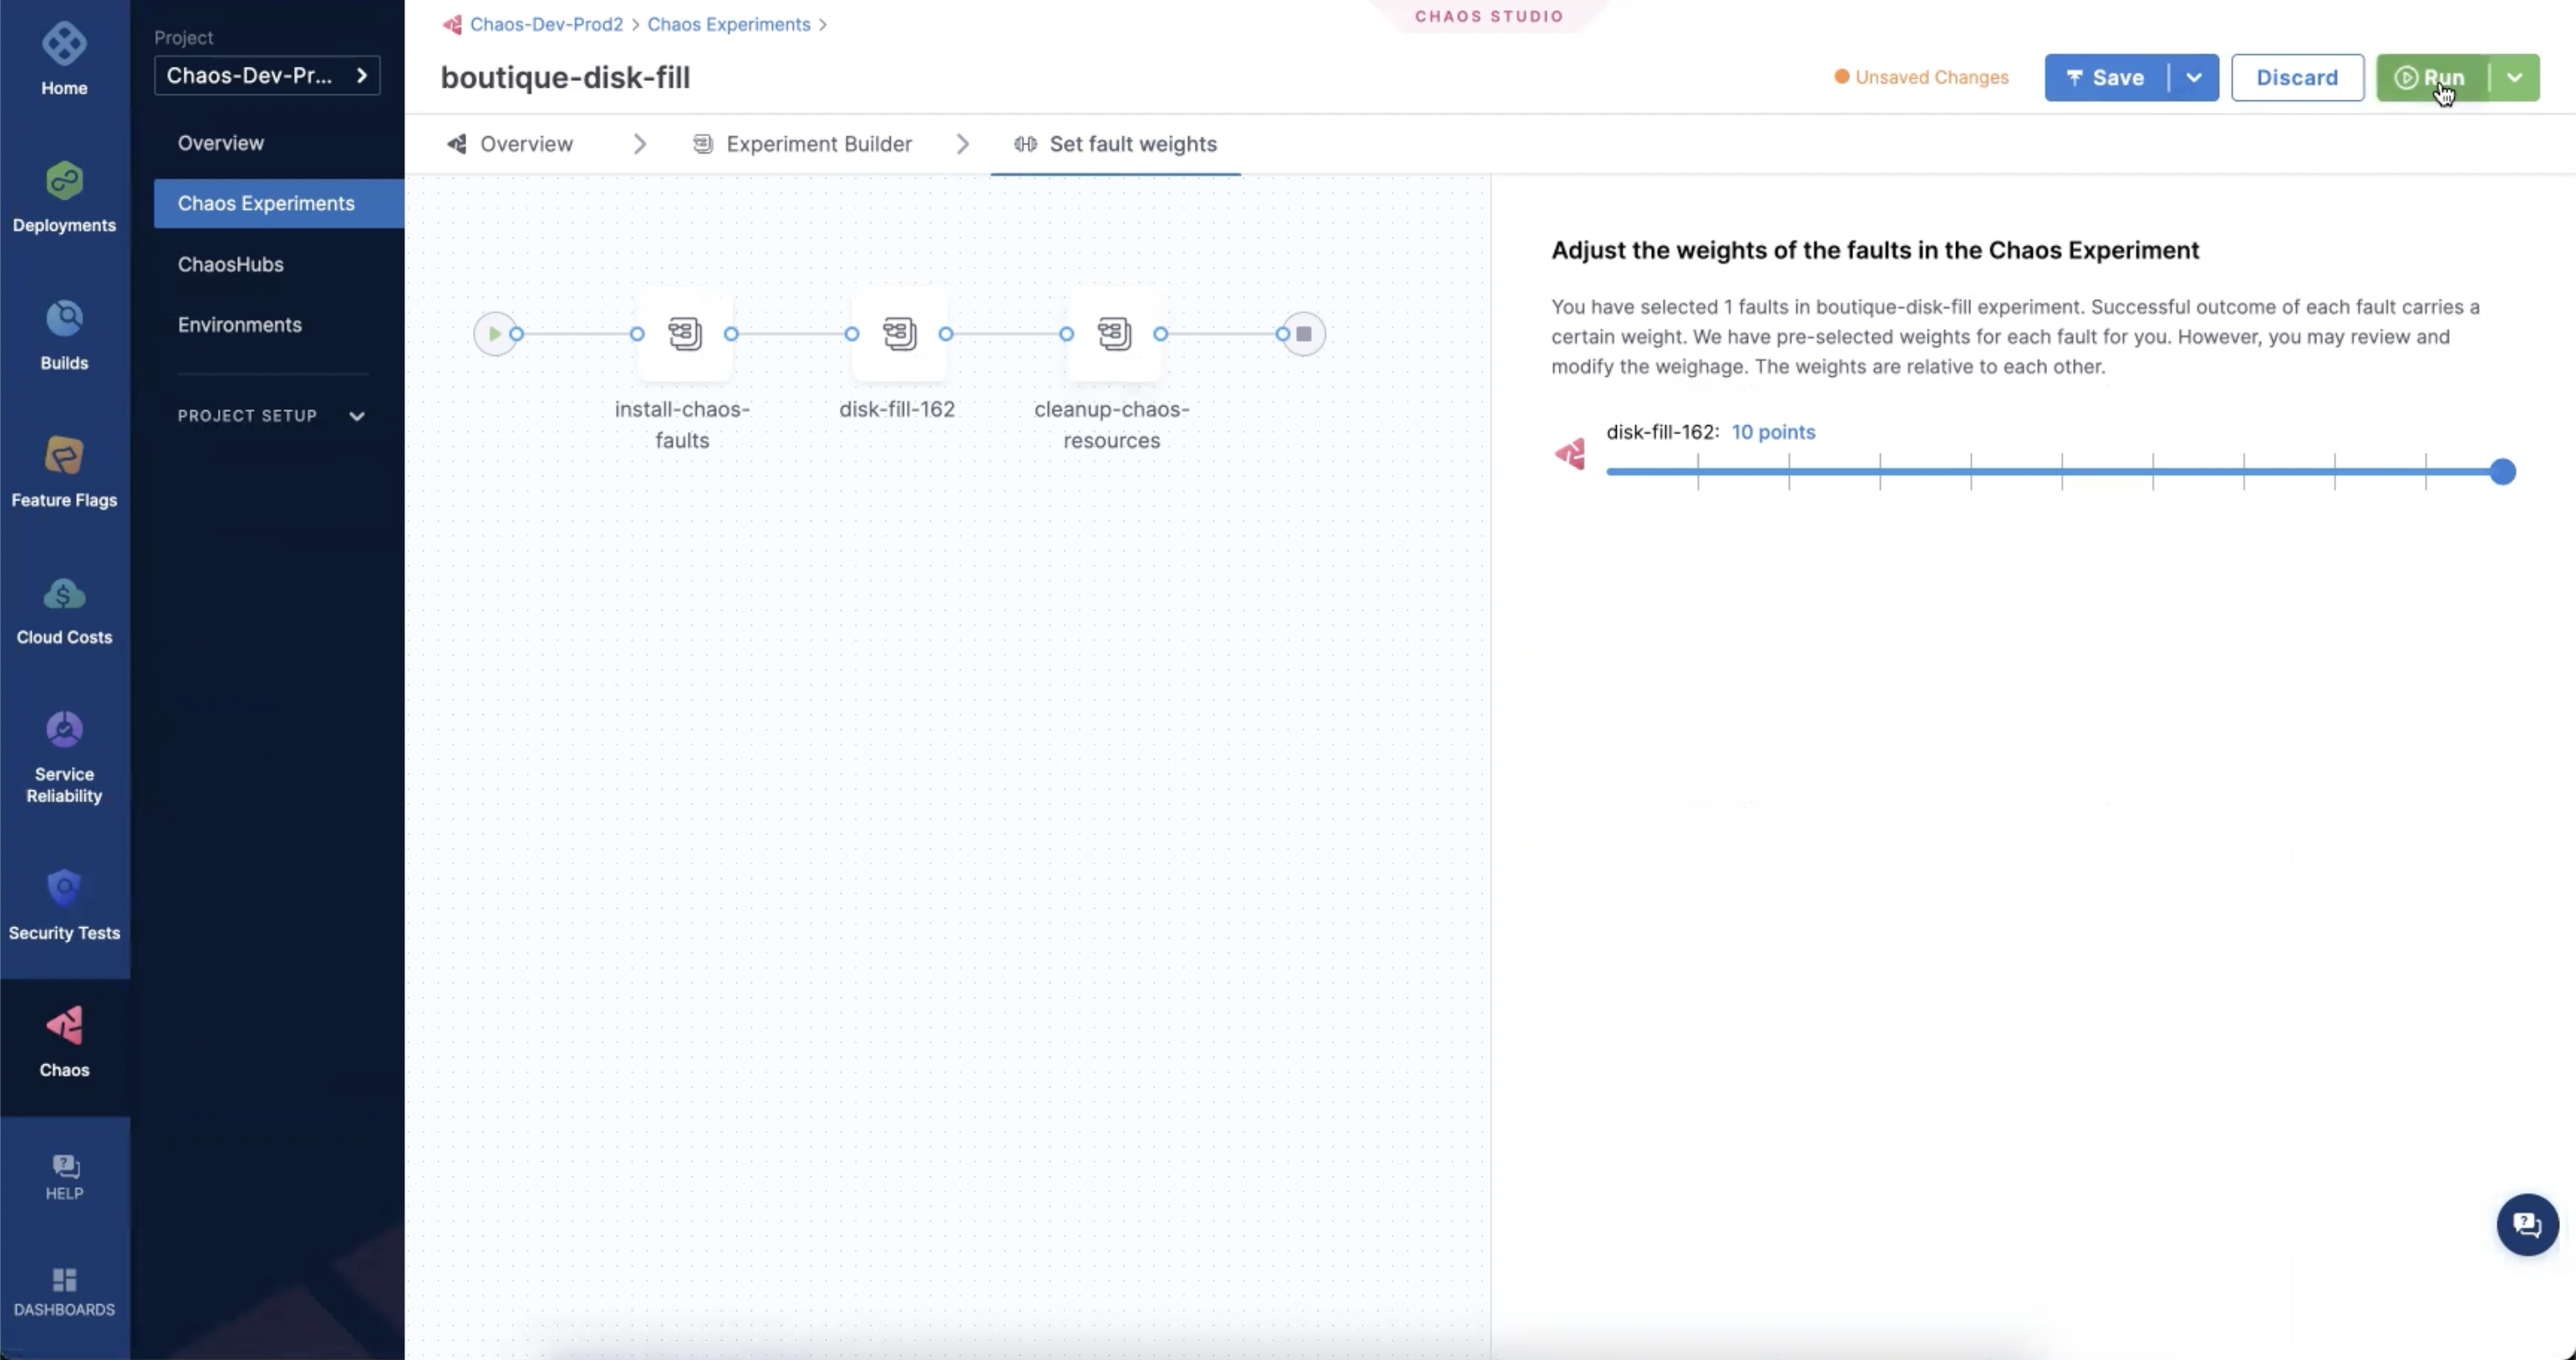 Home
Deployments
Builds
Feature Flags
Cloud Costs
Service
Reliability
Security Tests
Chaos
HELP
DASHBOARDS
Project
Chaos-Dev-Pr...
Overview
Chaos Experiments
ChaosHubs
Environments
PROJECT SETUP
Chaos-Dev-Prod2 > Chaos Experiments >
CHAOS STUDIO
boutique-disk-fill
Unsaved Changes
Save
Discard
Run
Overview
Experiment Builder
Set fault weights
install-chaos-
faults
disk-fill-162
cleanup-chaos-
resources
Adjust the weights of the faults in the Chaos Experiment
You have selected 1 faults in boutique-disk-fill experiment. Successful outcome of each fault carries a
certain weight. We have pre-selected weights for each fault for you. However, you may review and
modify the weighage. The weights are relative to each other.
disk-fill-162: 10 points